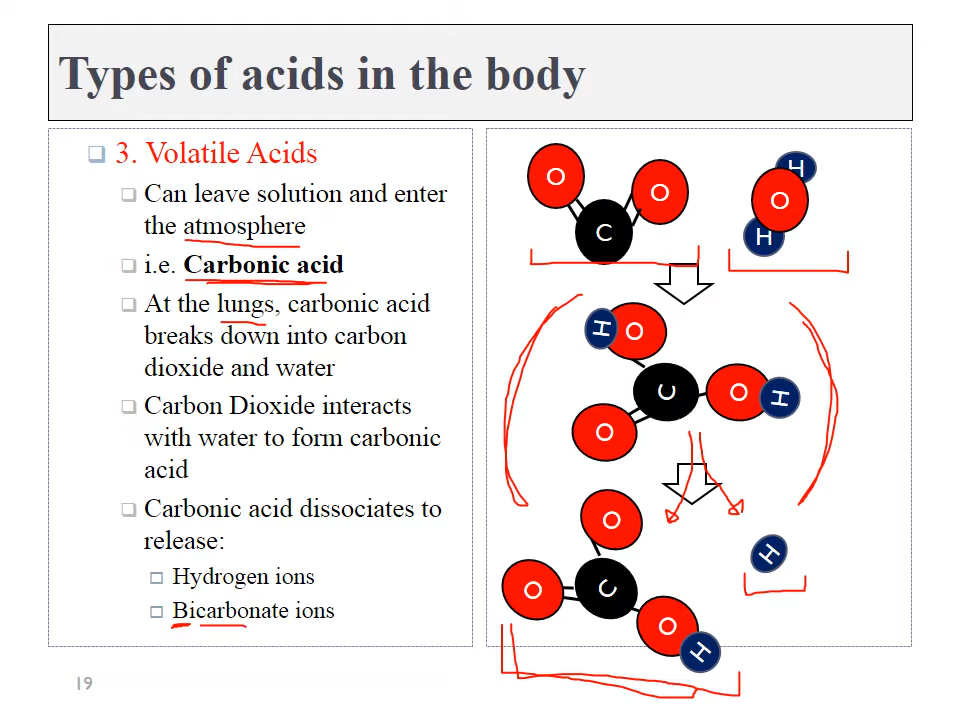 Types of acids in the body
3. Volatile Acids
Can leave solution and enter
the atmosphere
i.e. Carbonic acid
At the lungs, carbonic acid
breaks down into carbon
dioxide and water
Carbon Dioxide interacts
with water to form carbonic
acid
Carbonic acid dissociates to
release:
Hydrogen ions
Bicarbonate ions
O
O
C
H
O
H
H
O
C
O
H
O
O
H
O
C
O
H
19